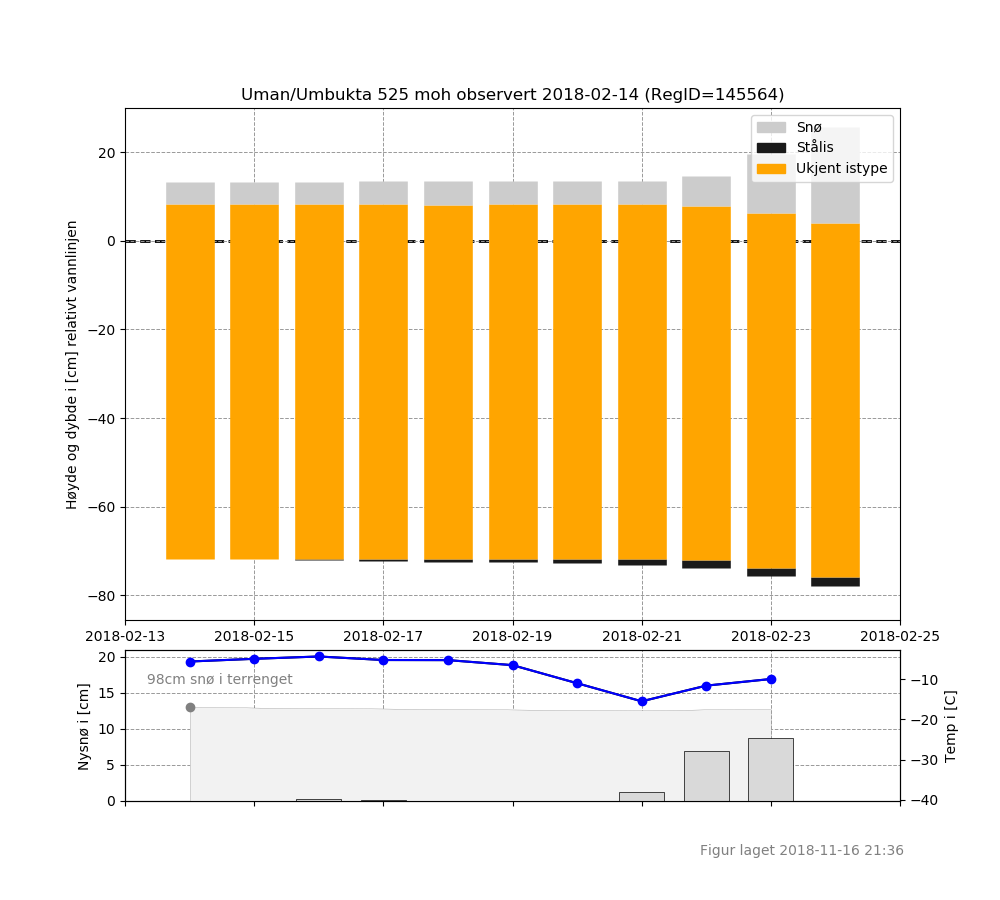 Uman/Umbukta 525 moh observert 2018-02-14 (RegID=145564)
Snø
Stålis
Ukjent istype
20
0
−20
−40
−60
−80
Høyde og dybde i [cm] relativt vannlinjen
2018-02-13 2018-02-15 2018-02-17 2018-02-19 2018-02-21 2018-02-23 2018-02-25
20
15
10
5
0
Nysnø i [cm]
98cm snø i terrenget
−10
−20
−30
−40
Temp i [C]
Figur laget 2018-11-16 21:36